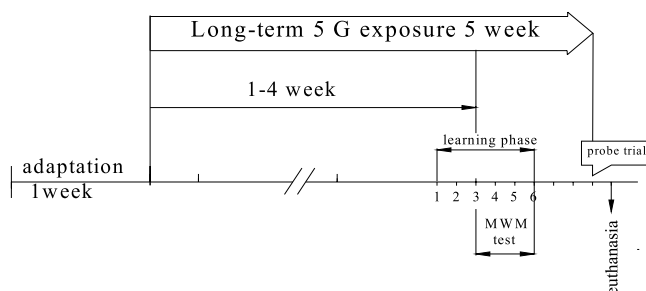 Long-term 5 G exposure 5 week
1-4 week
learning phase
probe trial
adaptation
1week
1 2 3 4 5 6
MWM
test
euthanasia